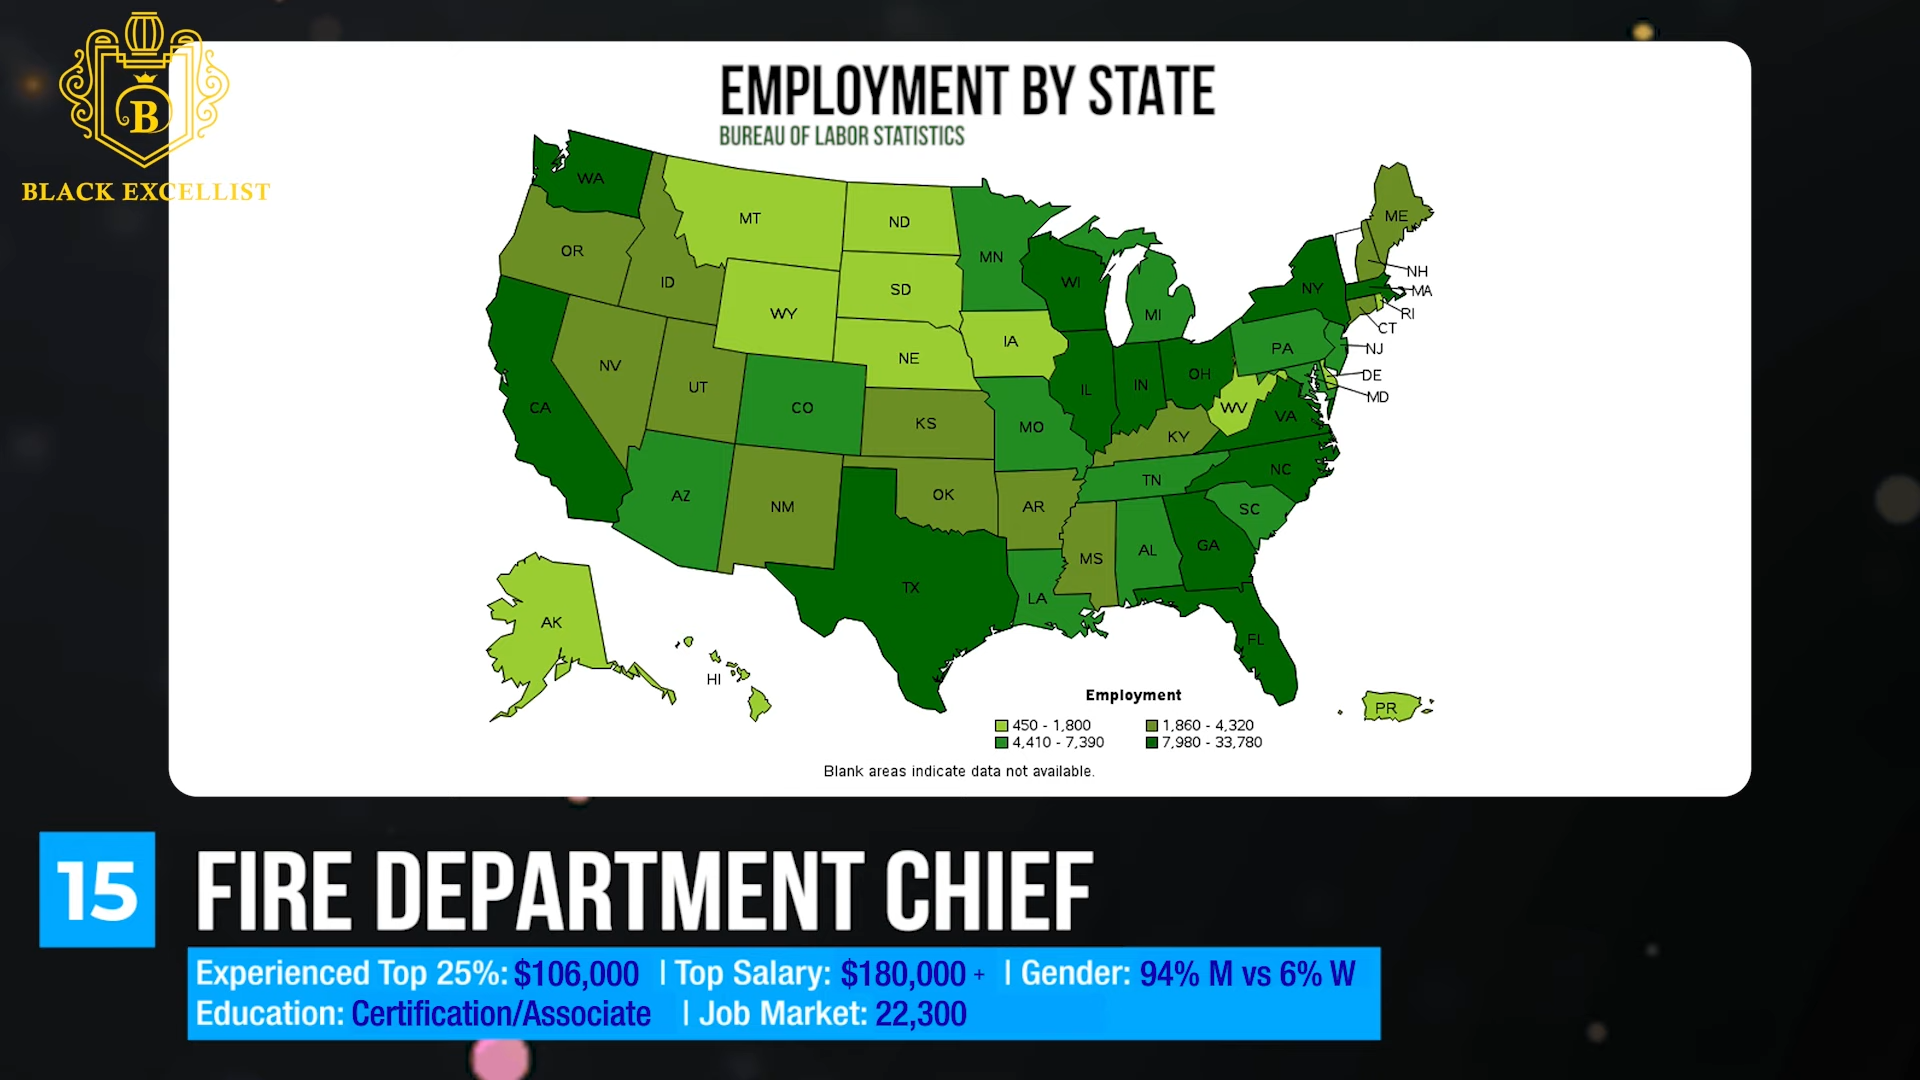 B
BLACK EXCELLIST
EMPLOYMENT BY STATE
BUREAU OF LABOR STATISTICS
WA
MT
ND
MN
OR
ID
SD
WY
WI
MI
NY
ME
NH
MA
RI
CT
NJ
DE
MD
NV
UT
CO
NE
IA
IL
IN
OH
PA
WV
VA
CA
KS
MO
KY
AZ
NM
OK
AR
TN
NC
SC
TX
LA
MS
AL
GA
FL
AK
HI
PR
Employment
450 - 1,800 1,860 - 4,320
4,410 - 7,390 7,980 - 33,780
Blank areas indicate data not available.
15 FIRE DEPARTMENT CHIEF
Experienced Top 25%: $106,000 | Top Salary: $180,000 + | Gender: 94% M vs 6% W
Education: Certification/Associate | Job Market: 22,300